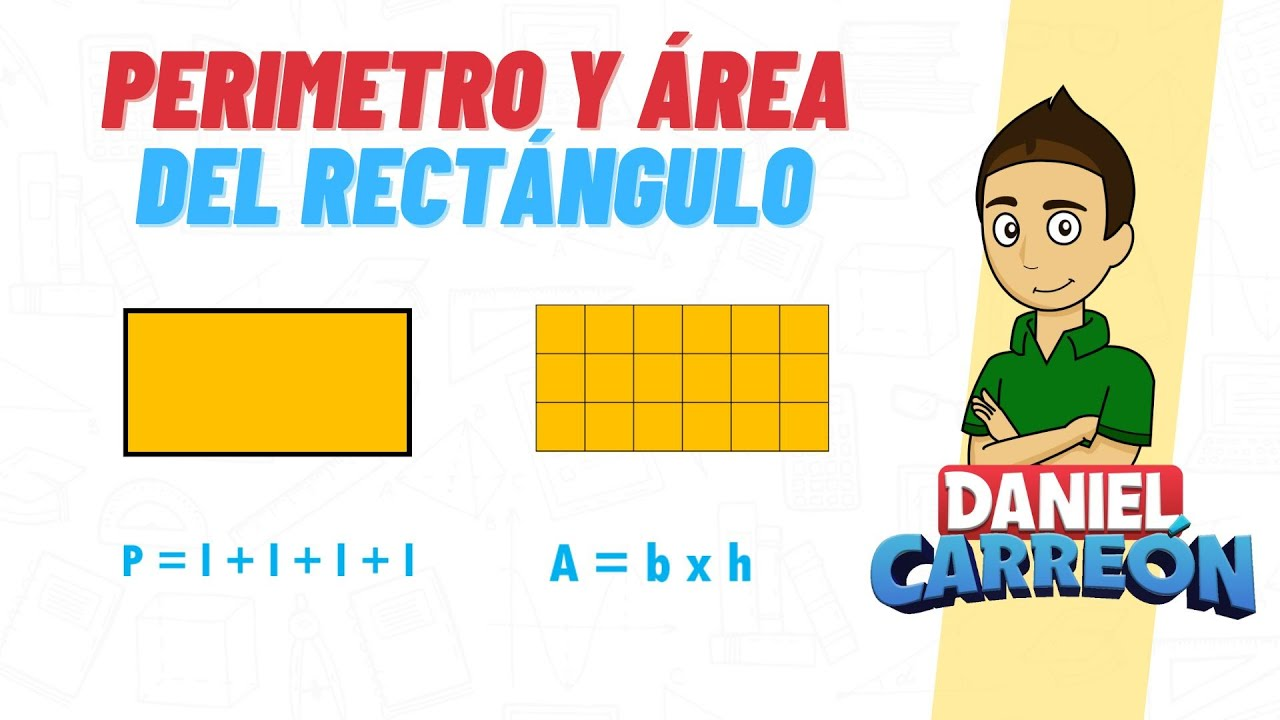 PERIMETRO Y ÁREA
DEL RECTÁNGULO
P = l + l + l + l
A = b x h
DANIEL
CARREÓN